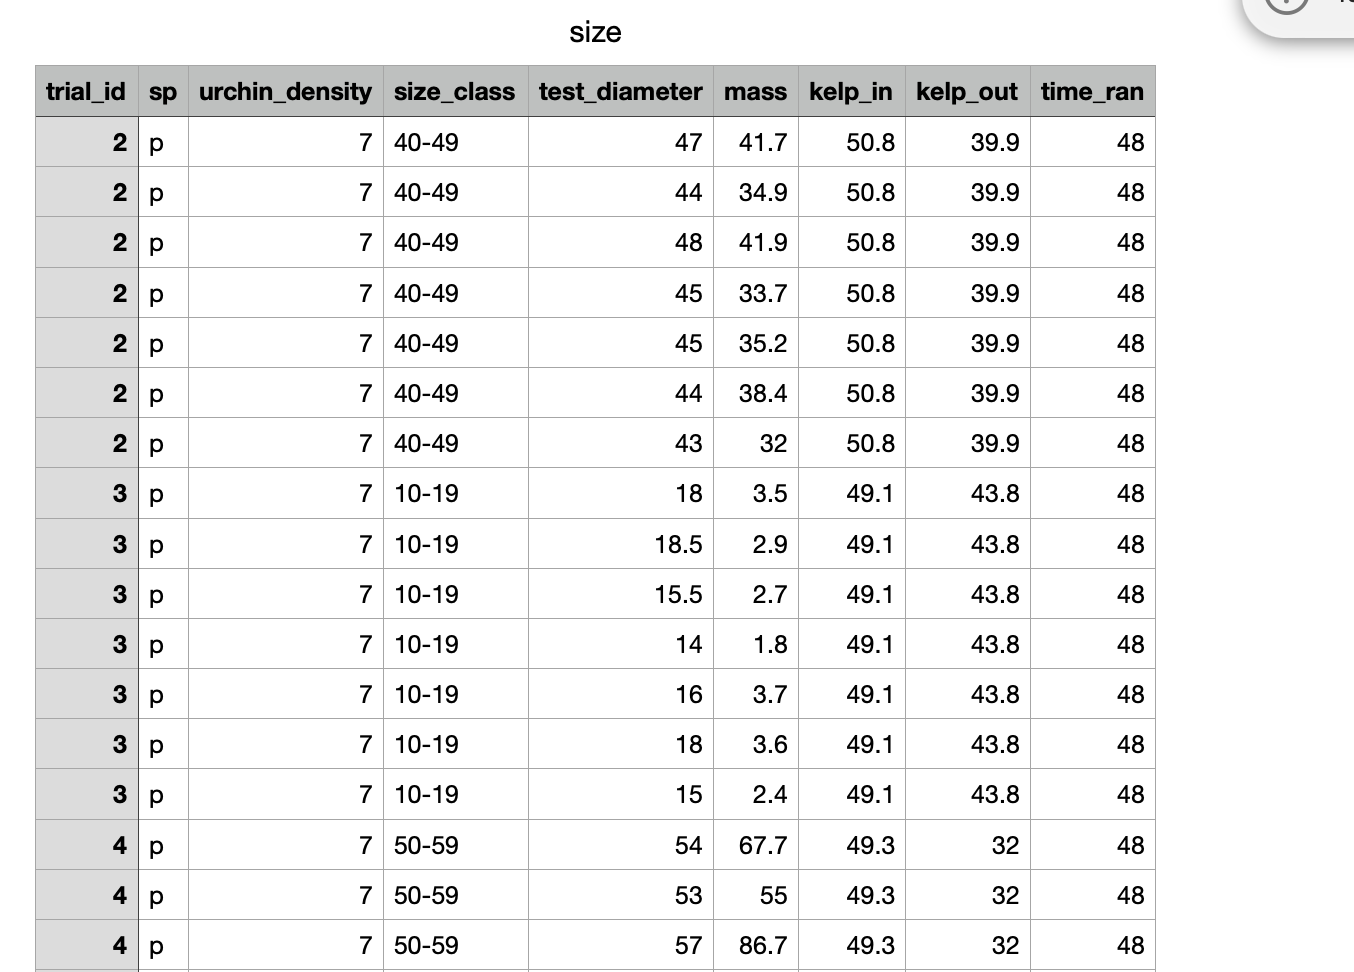 size
trial_id sp urchin_density size_class test_diameter mass kelp_in kelp_out time_ran
2 p 7 40-49 47 41.7 50.8 39.9 48
2 p 7 40-49 44 34.9 50.8 39.9 48
2 p 7 40-49 48 41.9 50.8 39.9 48
2 p 7 40-49 45 33.7 50.8 39.9 48
2 p 7 40-49 45 35.2 50.8 39.9 48
2 p 7 40-49 44 38.4 50.8 39.9 48
2 p 7 40-49 43 32 50.8 39.9 48
3 p 7 10-19 18 3.5 49.1 43.8 48
3 p 7 10-19 18.5 2.9 49.1 43.8 48
3 p 7 10-19 15.5 2.7 49.1 43.8 48
3 p 7 10-19 14 1.8 49.1 43.8 48
3 p 7 10-19 16 3.7 49.1 43.8 48
3 p 7 10-19 18 3.6 49.1 43.8 48
3 p 7 10-19 15 2.4 49.1 43.8 48
4 p 7 50-59 54 67.7 49.3 32 48
4 p 7 50-59 53 55 49.3 32 48
4 p 7 50-59 57 86.7 49.3 32 48